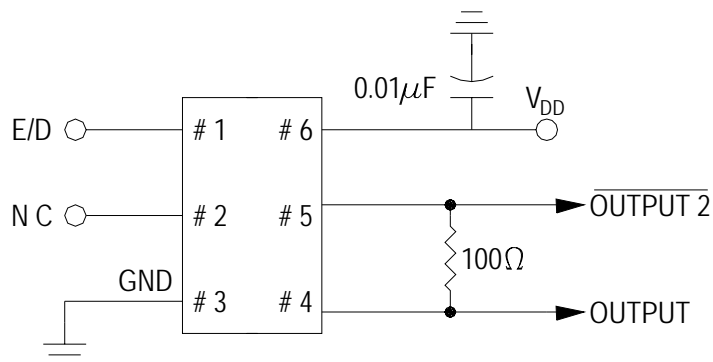 0.01μF
V_DD
E/D
# 1
# 6
N C
# 2
# 5
OUTPUT 2
100Ω
GND
# 3
# 4
OUTPUT